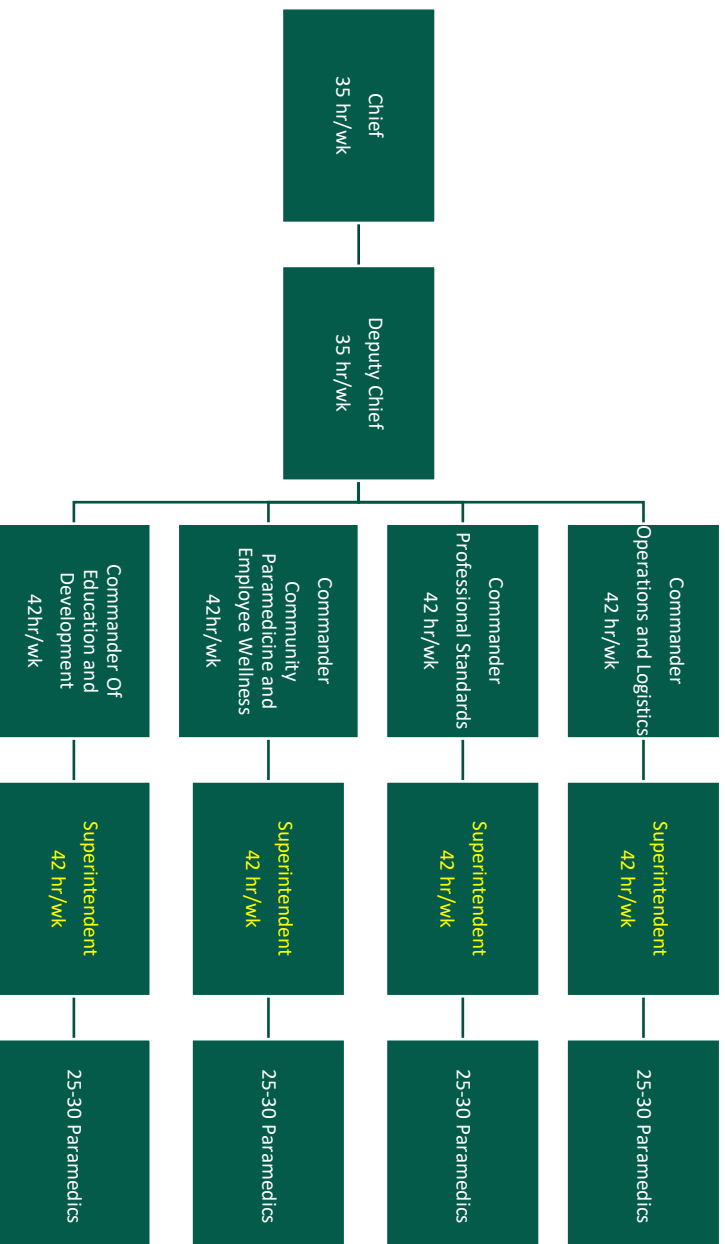 Chief
35 hr/wk
Deputy Chief
35 hr/wk
Commander Of
Education and
Development
42hr/wk
Commander
Community
Paramedicine and
Employee Wellness
42hr/wk
Commander
Professional Standards
42 hr/wk
Commander
Operations and Logistics
42 hr/wk
Superintendent
42 hr/wk
Superintendent
42 hr/wk
Superintendent
42 hr/wk
Superintendent
42 hr/wk
25-30 Paramedics
25-30 Paramedics
25-30 Paramedics
25-30 Paramedics